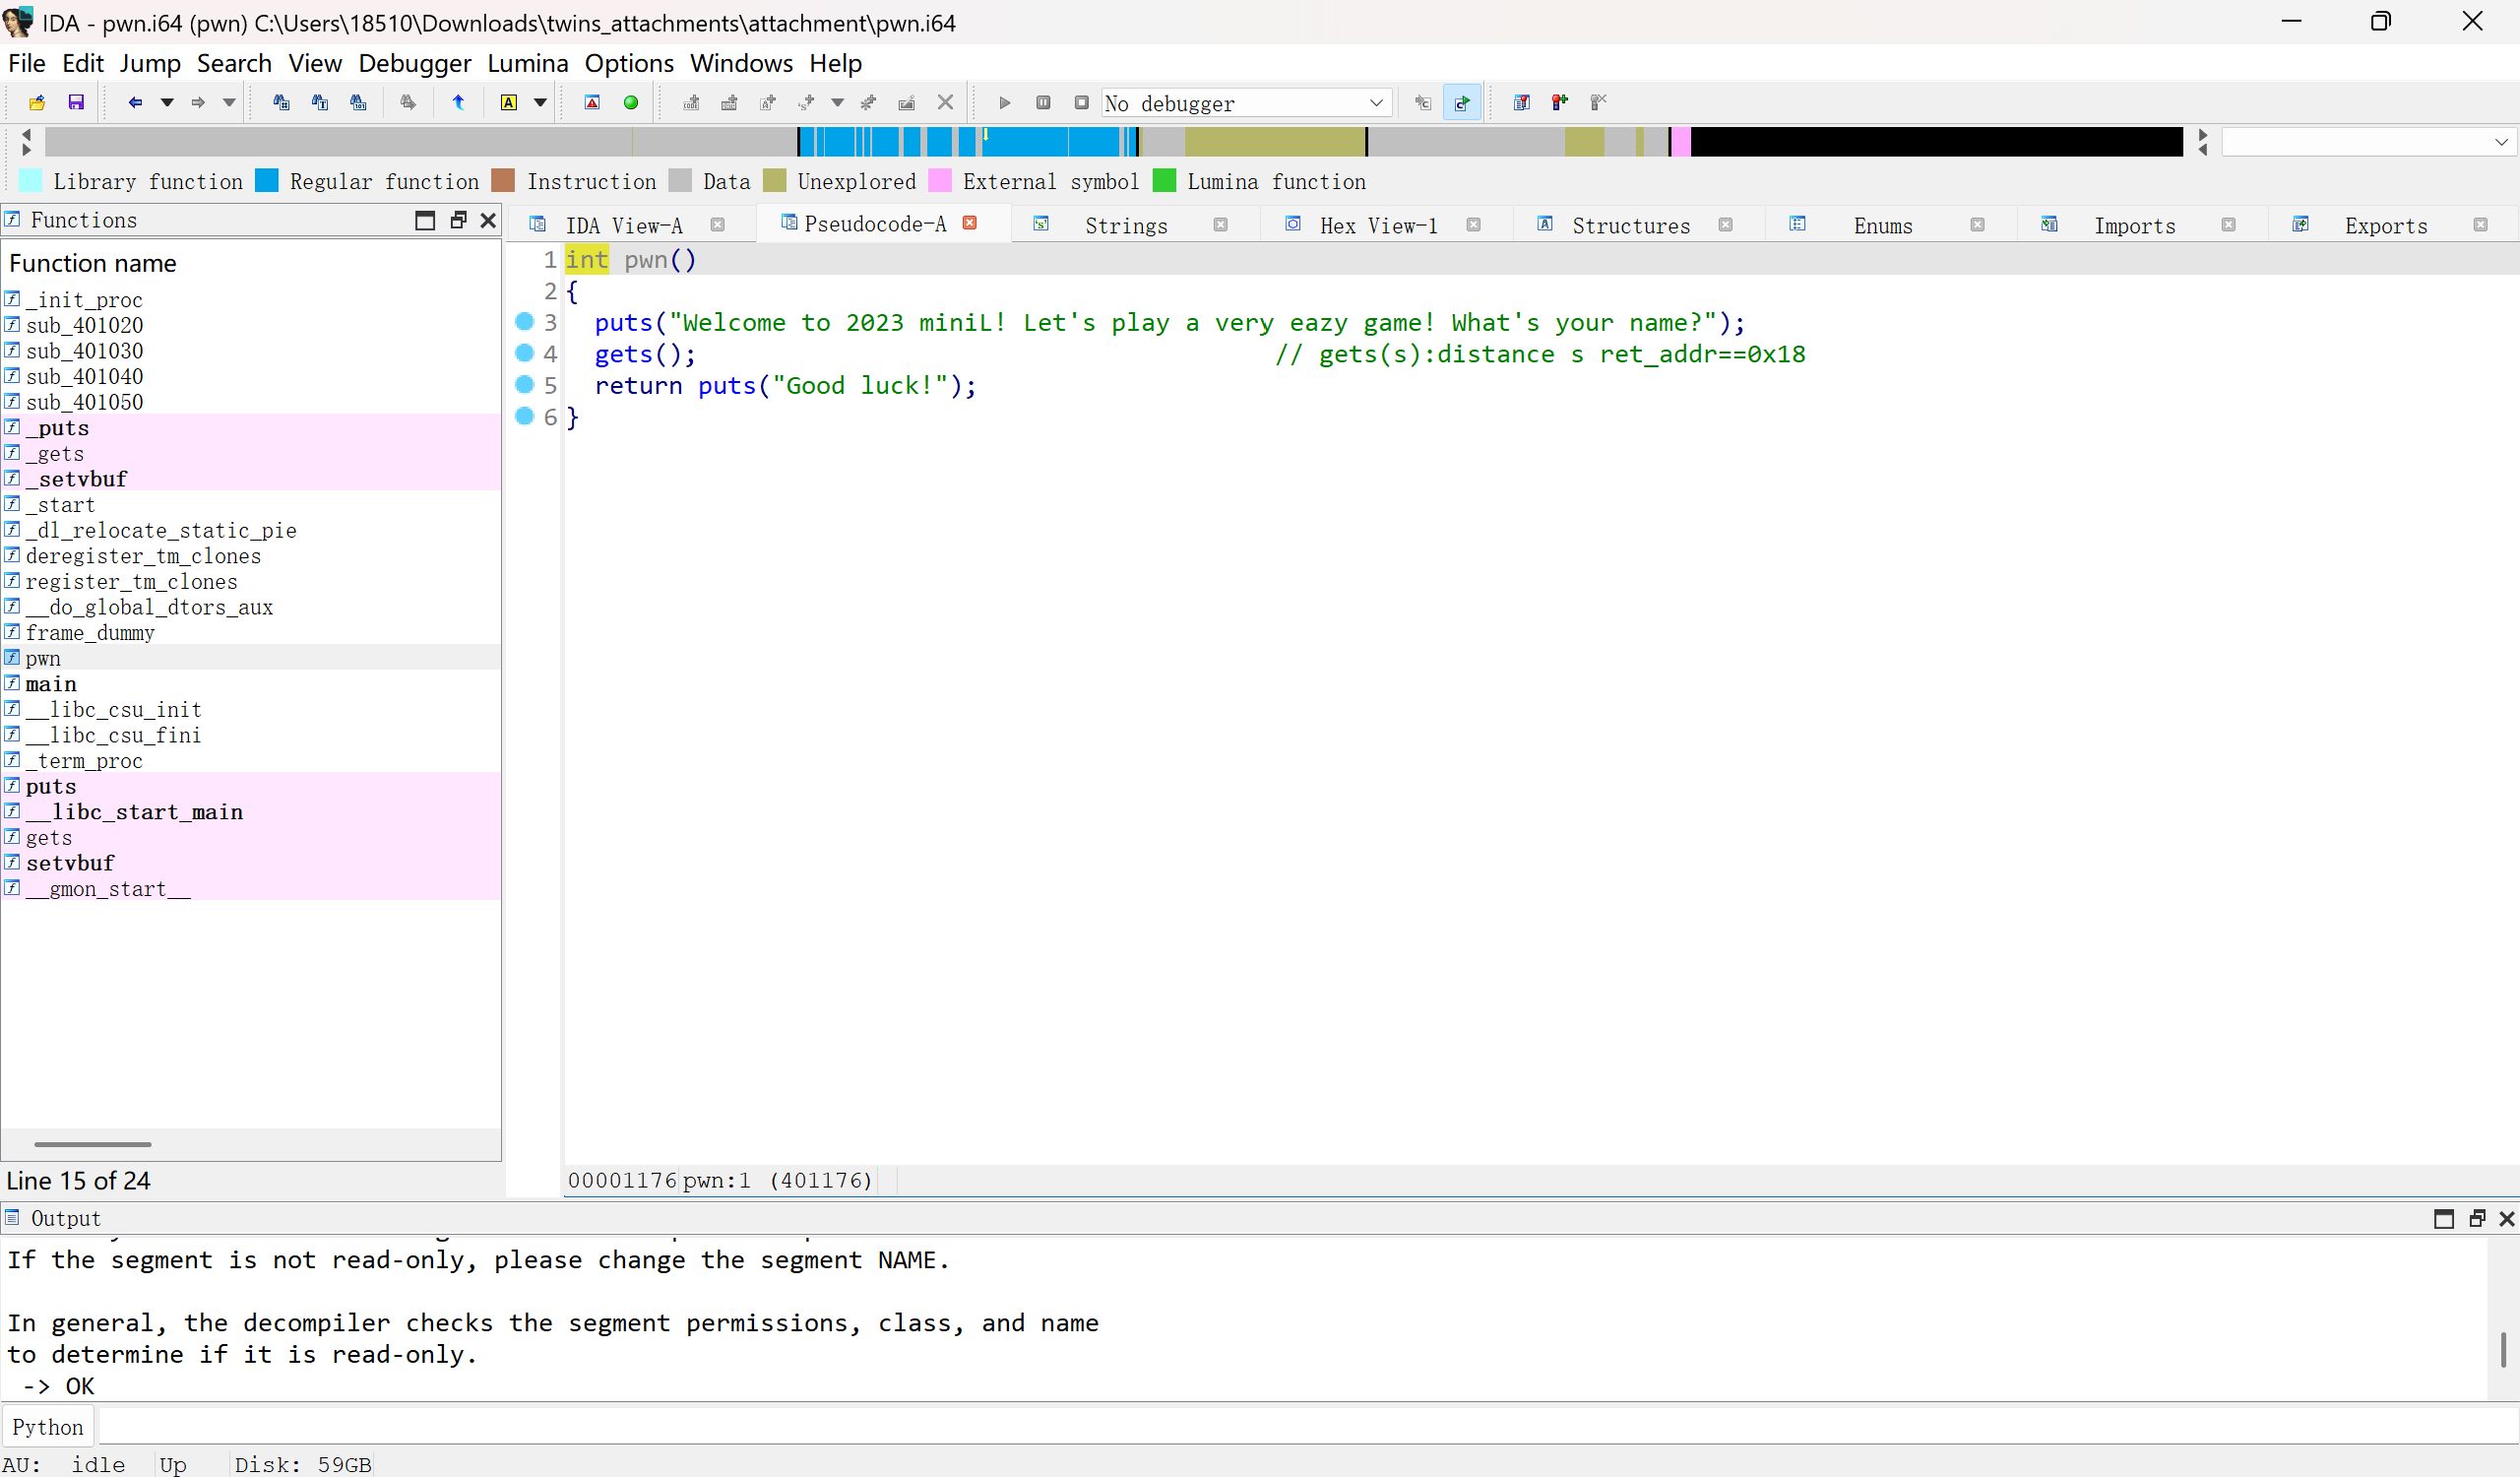 IDA - pwn.i64 (pwn) C:\Users\18510\Downloads\twins_attachments\attachment\pwn.i64
File Edit Jump Search View Debugger Lumina Options Windows Help
No debugger
Library function Regular function Instruction Data Unexplored External symbol Lumina function
Functions
Function name
_init_proc
sub_401020
sub_401030
sub_401040
sub_401050
_puts
_gets
_setvbuf
_start
_dl_relocate_static_pie
deregister_tm_clones
register_tm_clones
__do_global_dtors_aux
frame_dummy
pwn
main
__libc_csu_init
__libc_csu_fini
_term_proc
puts
__libc_start_main
gets
setvbuf
__gmon_start__
Line 15 of 24
IDA View-A Pseudocode-A Strings Hex View-1 Structures Enums Imports Exports
1 int pwn()
2 {
3 puts("Welcome to 2023 miniL! Let's play a very eazy game! What's your name?");
4 gets(); // gets(s):distance s ret_addr==0x18
5 return puts("Good luck!");
6 }
00001176 pwn:1 (401176)
Output
If the segment is not read-only, please change the segment NAME.
In general, the decompiler checks the segment permissions, class, and name
to determine if it is read-only.
-> OK
Python
AU: idle Up Disk: 59GB